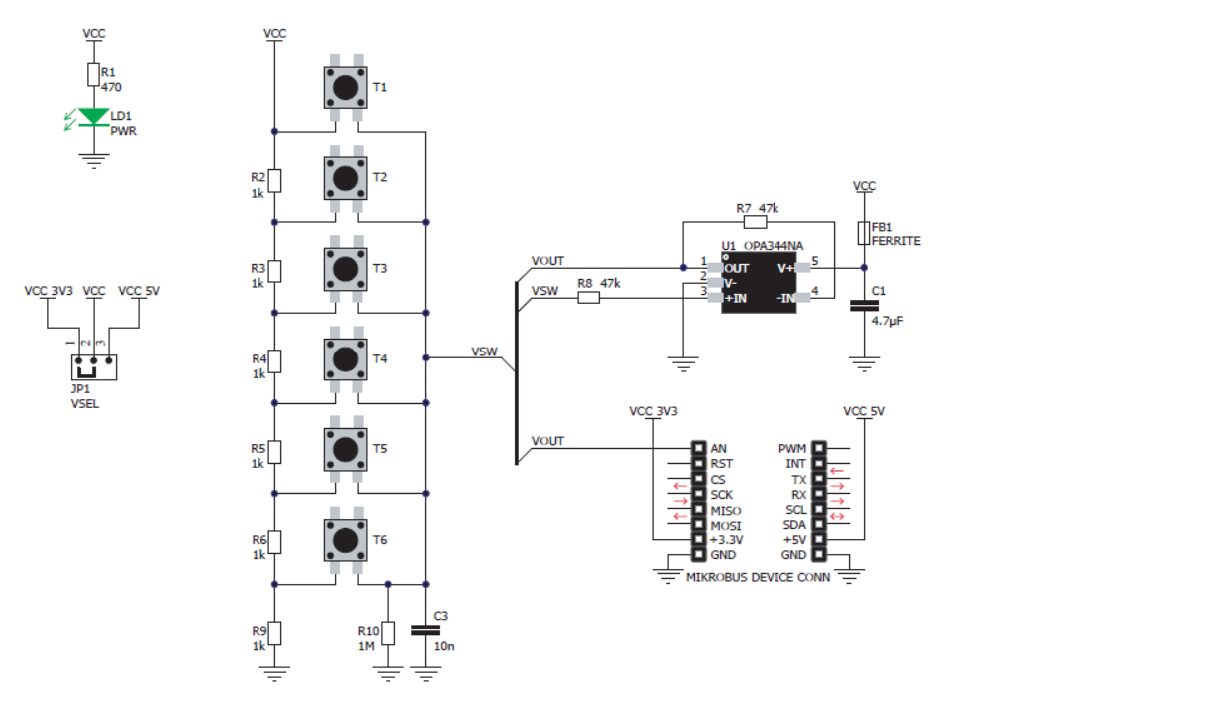 VCC
R1
470
LD1
PWR
VCC 3V3
VCC
VCC 5V
1
2
3
JP1
VSEL
VCC
T1
R2
1k
T2
R3
1k
T3
R4
1k
T4
R5
1k
T5
R6
1k
T6
R9
1k
R10
1M
C3
10n
VSW
VOUT
VSW
R8 47k
VOUT
R7 47k
U1 OPA344NA
1
OUT
V+
5
2
V-
3
+IN
-IN
4
VCC
FB1
FERRITE
C1
4.7µF
VCC 3V3
VCC 5V
AN
PWM
RST
INT
CS
TX
SCK
RX
MISO
SCL
MOSI
SDA
+3.3V
+5V
GND
GND
MIKROBUS DEVICE CONN